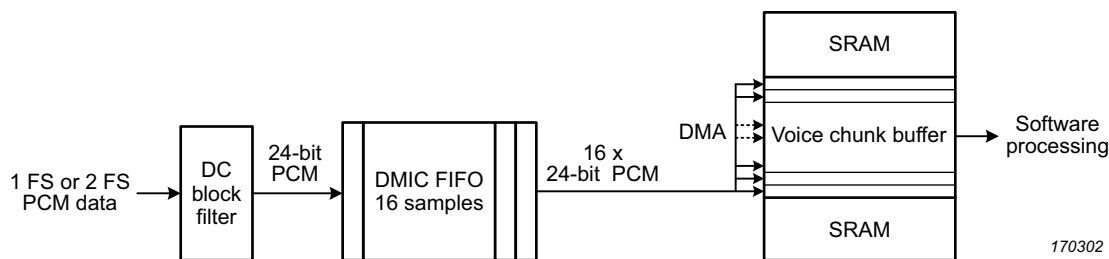 1 FS or 2 FS
PCM data
DC
block
filter
24-bit
PCM
DMIC FIFO
16 samples
16 x
24-bit PCM
DMA
SRAM
Voice chunk buffer
SRAM
Software
processing
170302